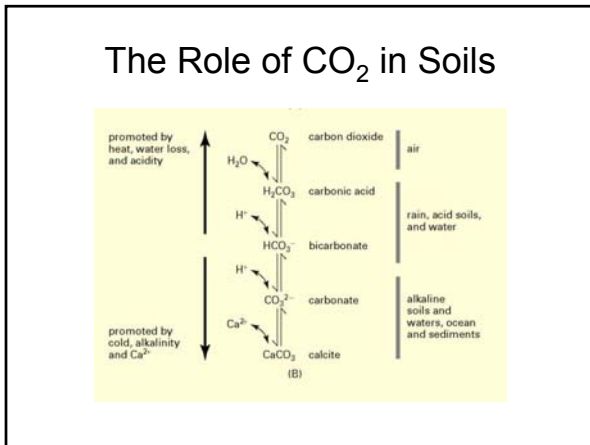 The Role of CO₂ in Soils
promoted by
heat, water loss,
and acidity
CO₂ carbon dioxide
air
H₂O
H₂CO₃ carbonic acid
rain, acid soils,
and water
H⁺
HCO₃⁻ bicarbonate
H⁺
CO₃²⁻ carbonate
alkaline
soils and
waters, ocean
and sediments
Ca²⁻
promoted by
cold, alkalinity
and Ca²⁻
CaCO₃ calcite
(B)